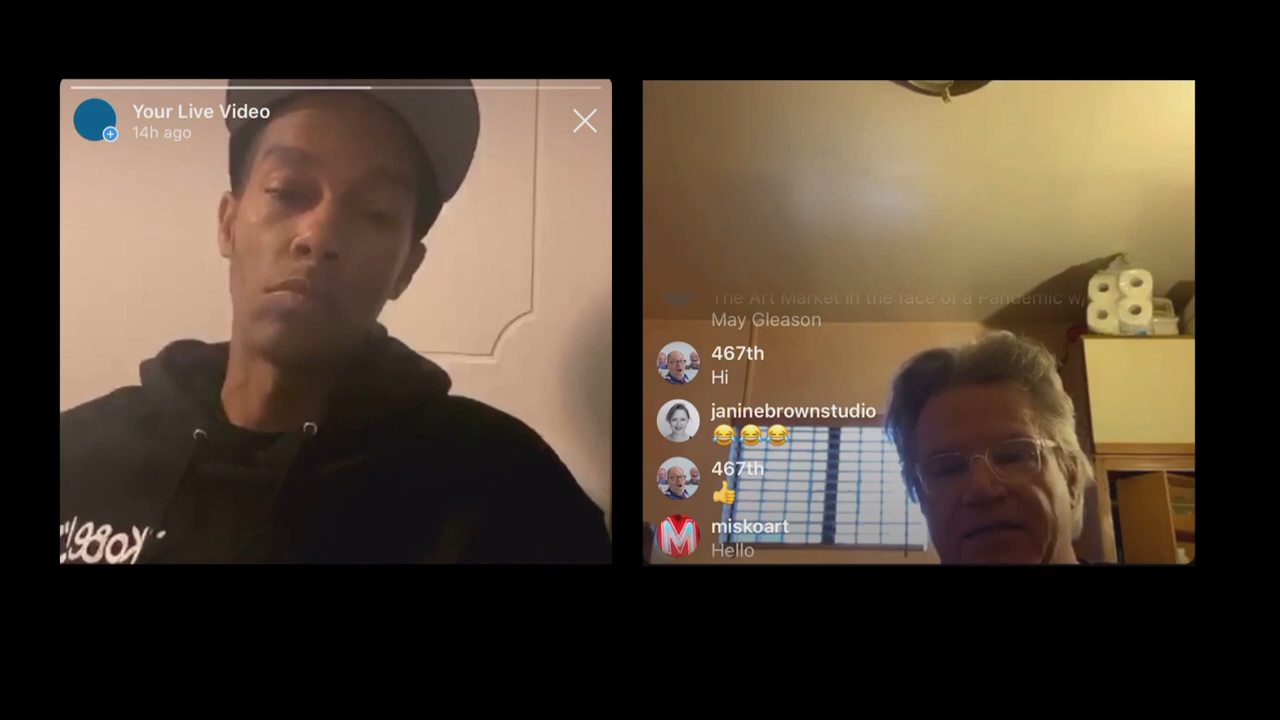 Your Live Video
14h ago
The Art Market in the face of a Pandemic w/
May Gleason
467th
Hi
janinebrownstudio
😂😂😂
467th
👍
miskoart
M
Hello